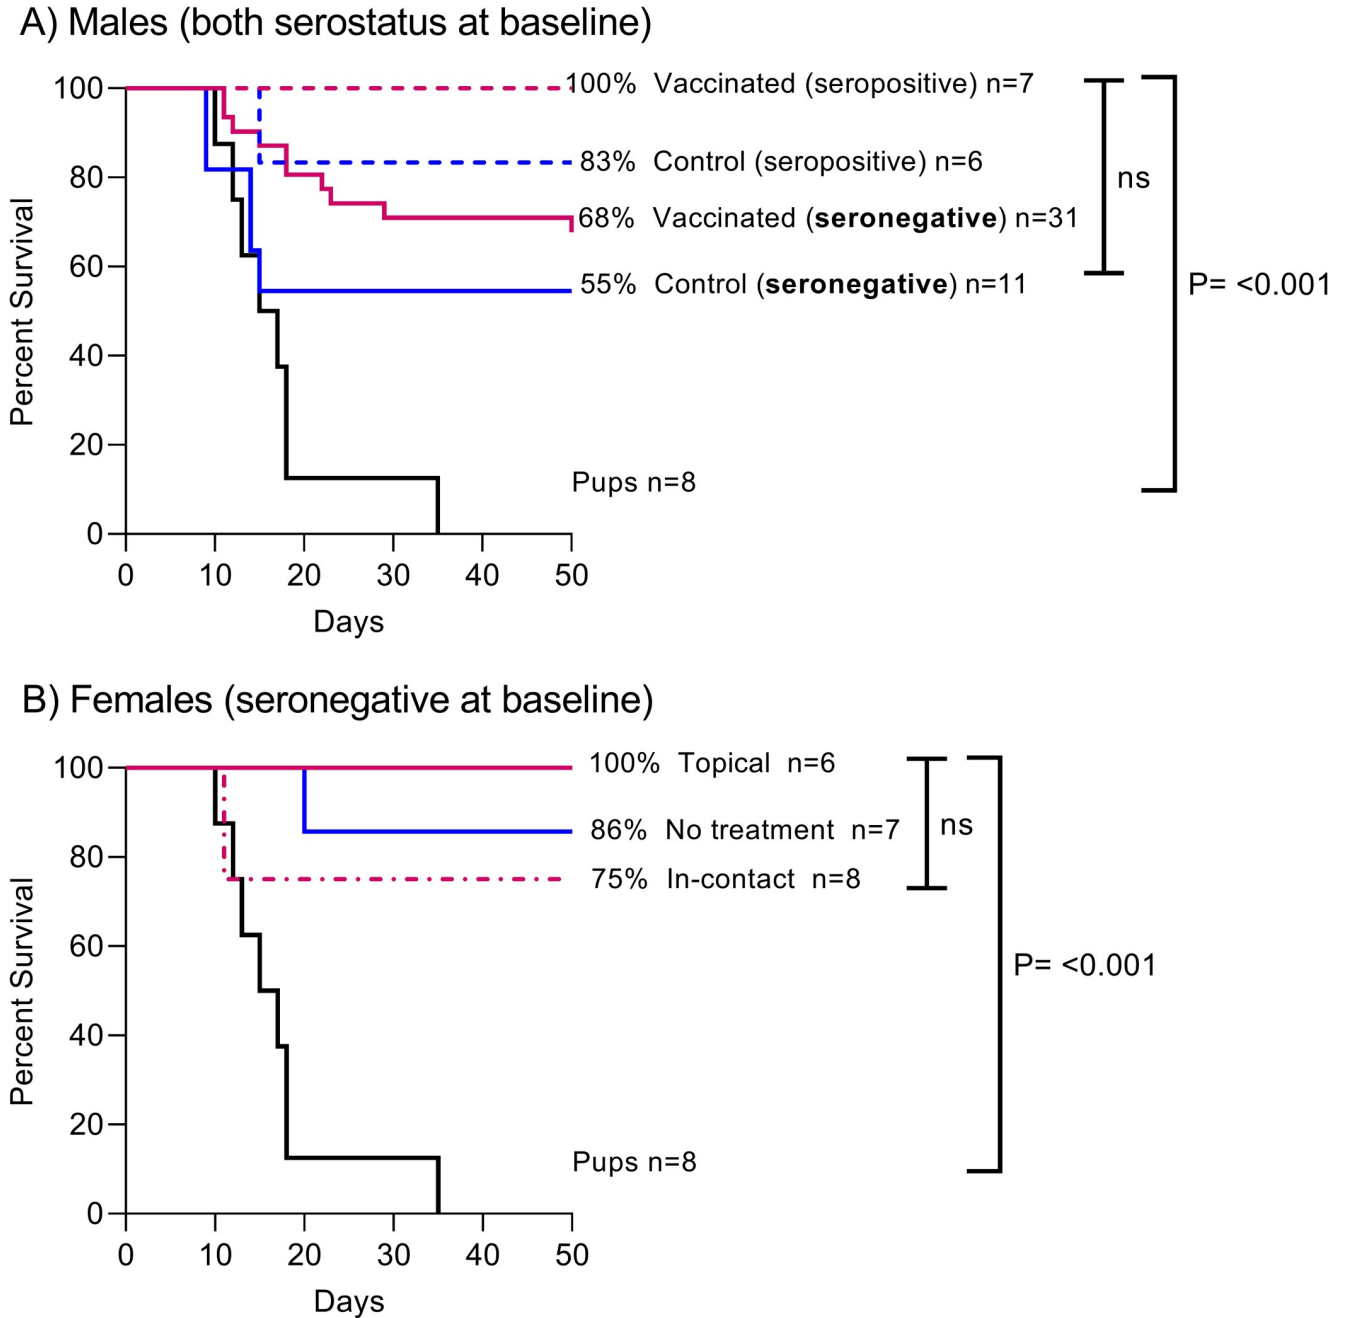 A) Males (both serostatus at baseline)
100
80
60
40
20
0
Percent Survival
0 10 20 30 40 50
Days
100% Vaccinated (seropositive) n=7
83% Control (seropositive) n=6
68% Vaccinated (seronegative) n=31
55% Control (seronegative) n=11
Pups n=8
ns
P= <0.001
B) Females (seronegative at baseline)
100
80
60
40
20
0
Percent Survival
0 10 20 30 40 50
Days
100% Topical n=6
86% No treatment n=7
75% In-contact n=8
Pups n=8
ns
P= <0.001